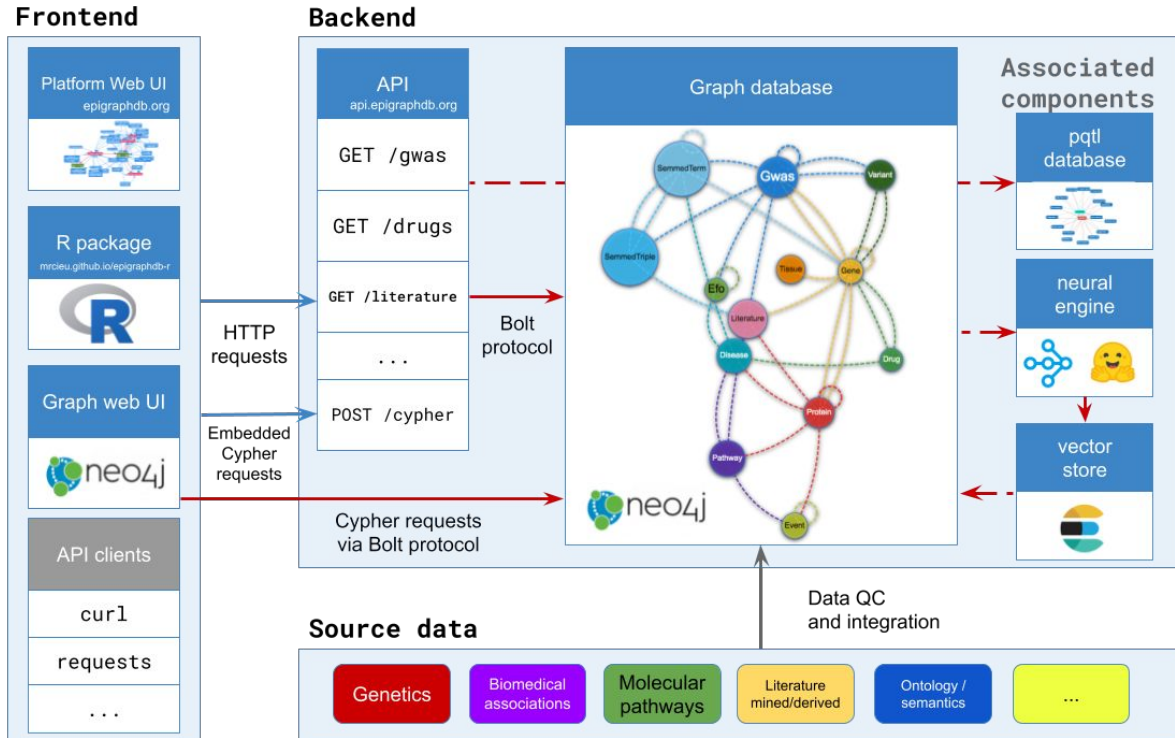 Frontend
Platform Web UI
epigraphdb.org
R package
mrcieu.github.io/epigraphdb-r
R
Graph web UI
neo4j
API clients
curl
requests
...
HTTP
requests
Embedded
Cypher
requests
Cypher requests
via Bolt protocol
Backend
API
api.epigraphdb.org
GET /gwas
GET /drugs
GET /literature
...
POST /cypher
Bolt
protocol
Graph database
SemmedTerm
Gwas
Variant
SemmedTriple
Tissue
Gene
Efo
Literature
Disease
Drug
Protein
Pathway
Event
neo4j
Associated
components
pqtl
database
neural
engine
vector
store
Data QC
and integration
Source data
Genetics
Biomedical
associations
Molecular
pathways
Literature
mined/derived
Ontology /
semantics
...